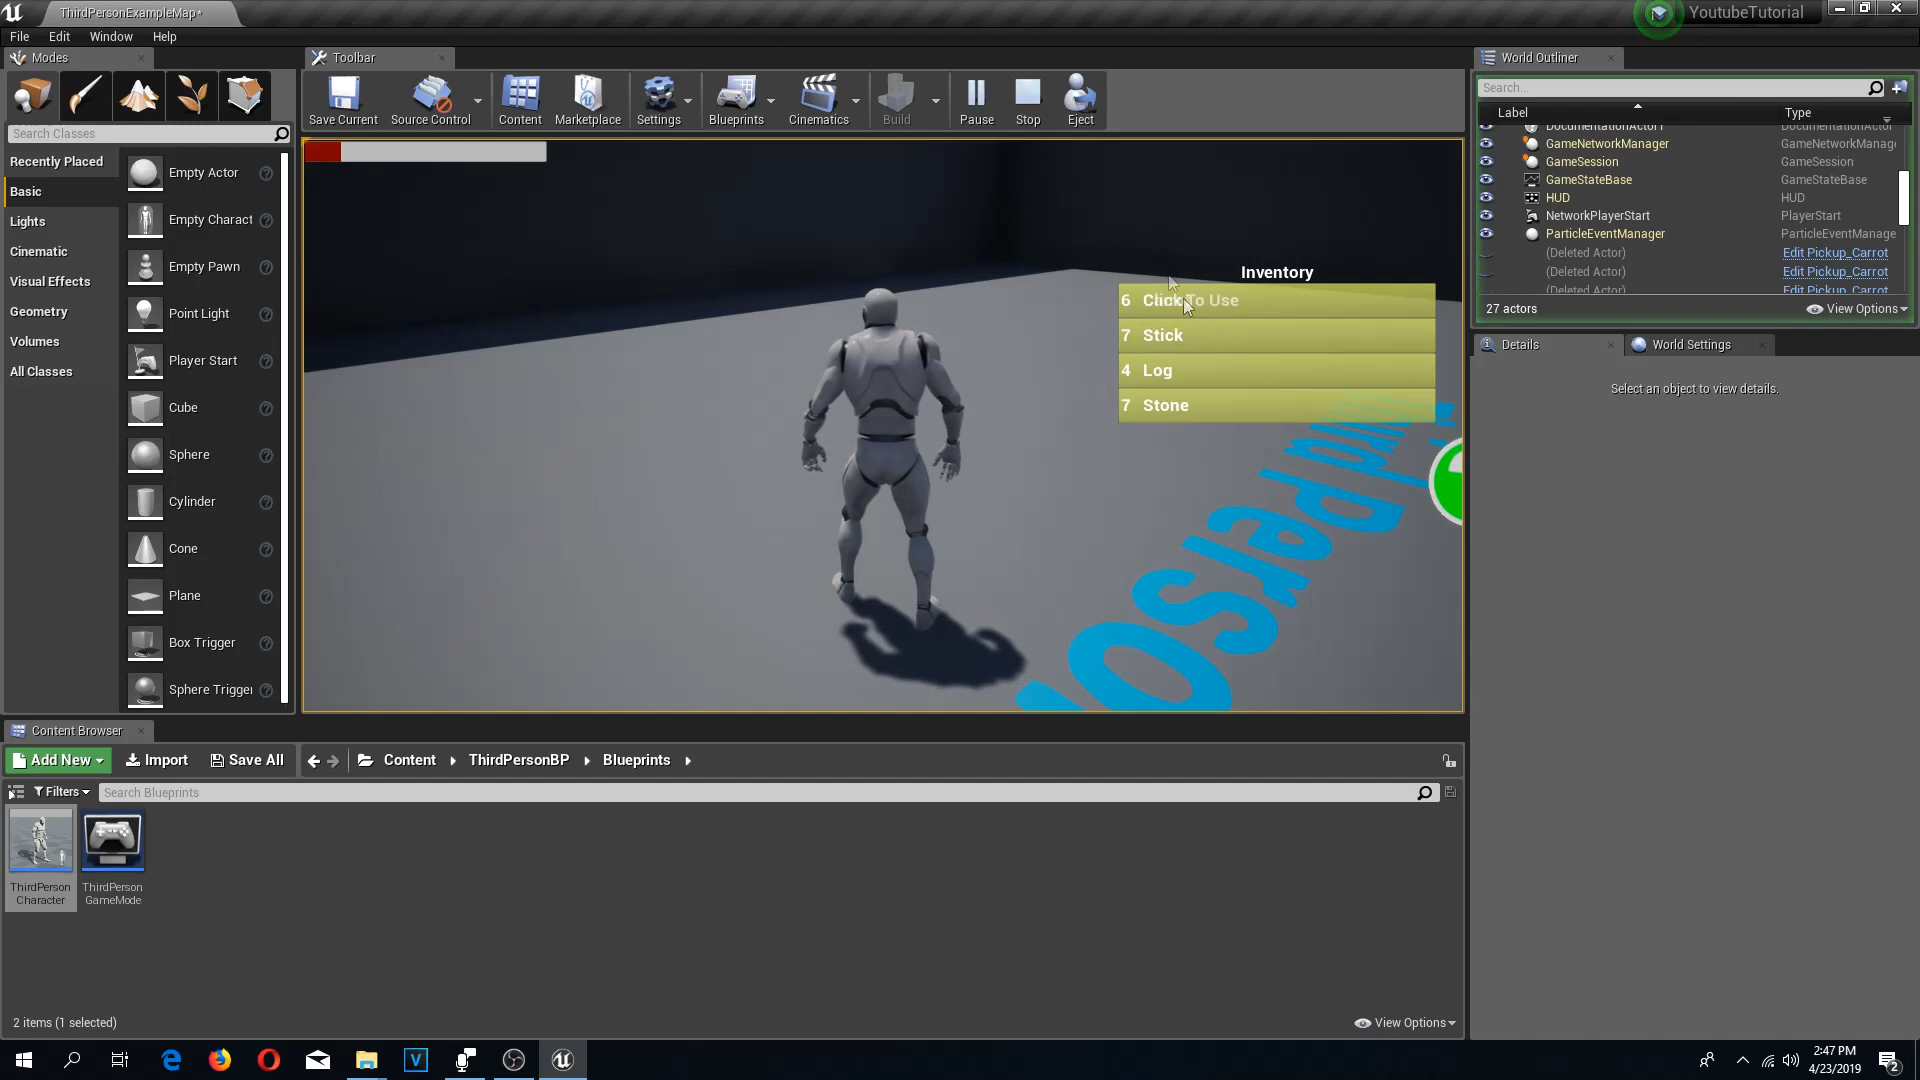 ThirdPersonExampleMap*
YoutubeTutorial
File Edit Window Help
Modes
Toolbar
World Outliner
Search Classes
Save Current
Source Control
Content
Marketplace
Settings
Blueprints
Cinematics
Build
Pause
Stop
Eject
Search...
Label Type
DocumentationActor1 DocumentationActor
GameNetworkManager GameNetworkManage
GameSession GameSession
GameStateBase GameStateBase
HUD HUD
NetworkPlayerStart PlayerStart
ParticleEventManager ParticleEventManage
(Deleted Actor) Edit Pickup_Carrot
(Deleted Actor) Edit Pickup_Carrot
(Deleted Actor) Edit Pickup_Carrot
27 actors View Options
Details
World Settings
Select an object to view details.
Recently Placed
Basic
Lights
Cinematic
Visual Effects
Geometry
Volumes
All Classes
Empty Actor
Empty Charact
Empty Pawn
Point Light
Player Start
Cube
Sphere
Cylinder
Cone
Plane
Box Trigger
Sphere Trigger
Inventory
6 Click To Use
7 Stick
4 Log
7 Stone
Content Browser
Add New Import Save All
Content ThirdPersonBP Blueprints
Filters
Search Blueprints
ThirdPerson
Character
ThirdPerson
GameMode
2 items (1 selected)
View Options
2:47 PM
4/23/2019
2